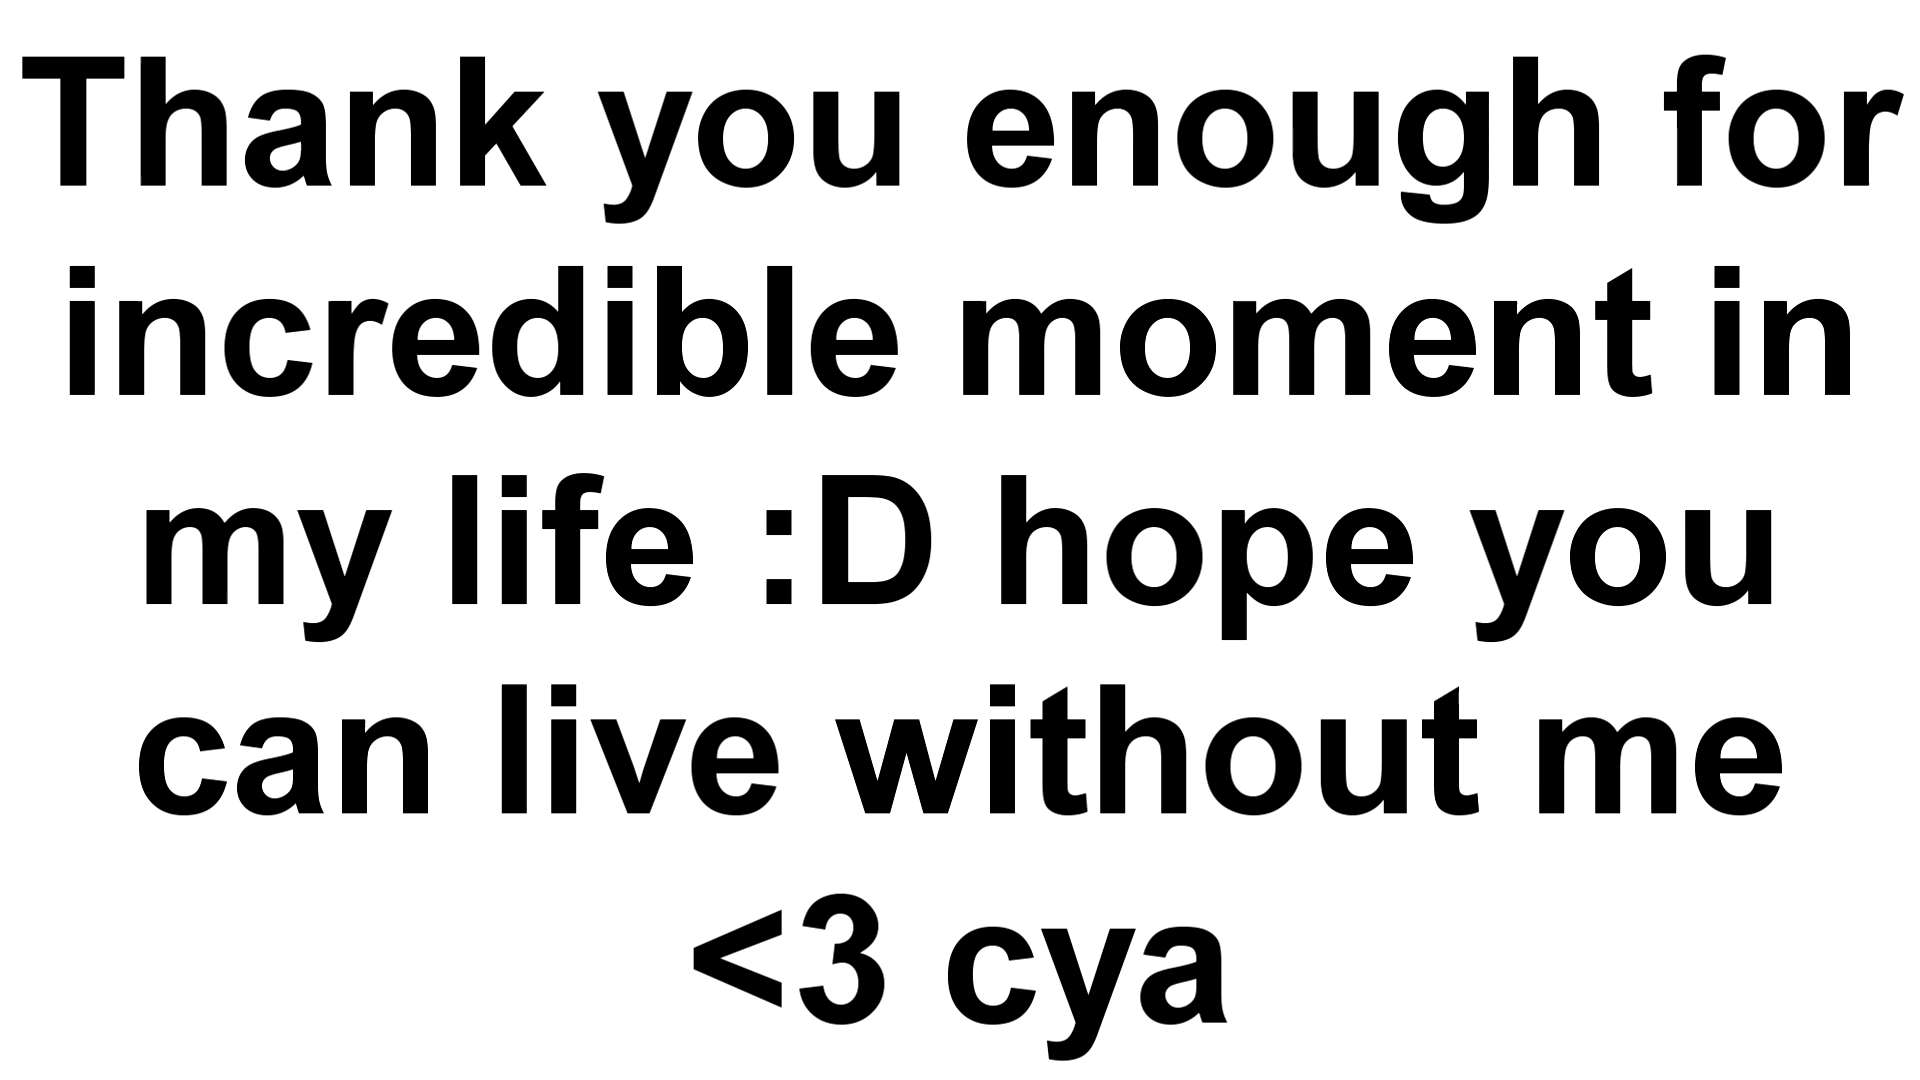 Thank you enough for
incredible moment in
my life :D hope you
can live without me
<3 cya